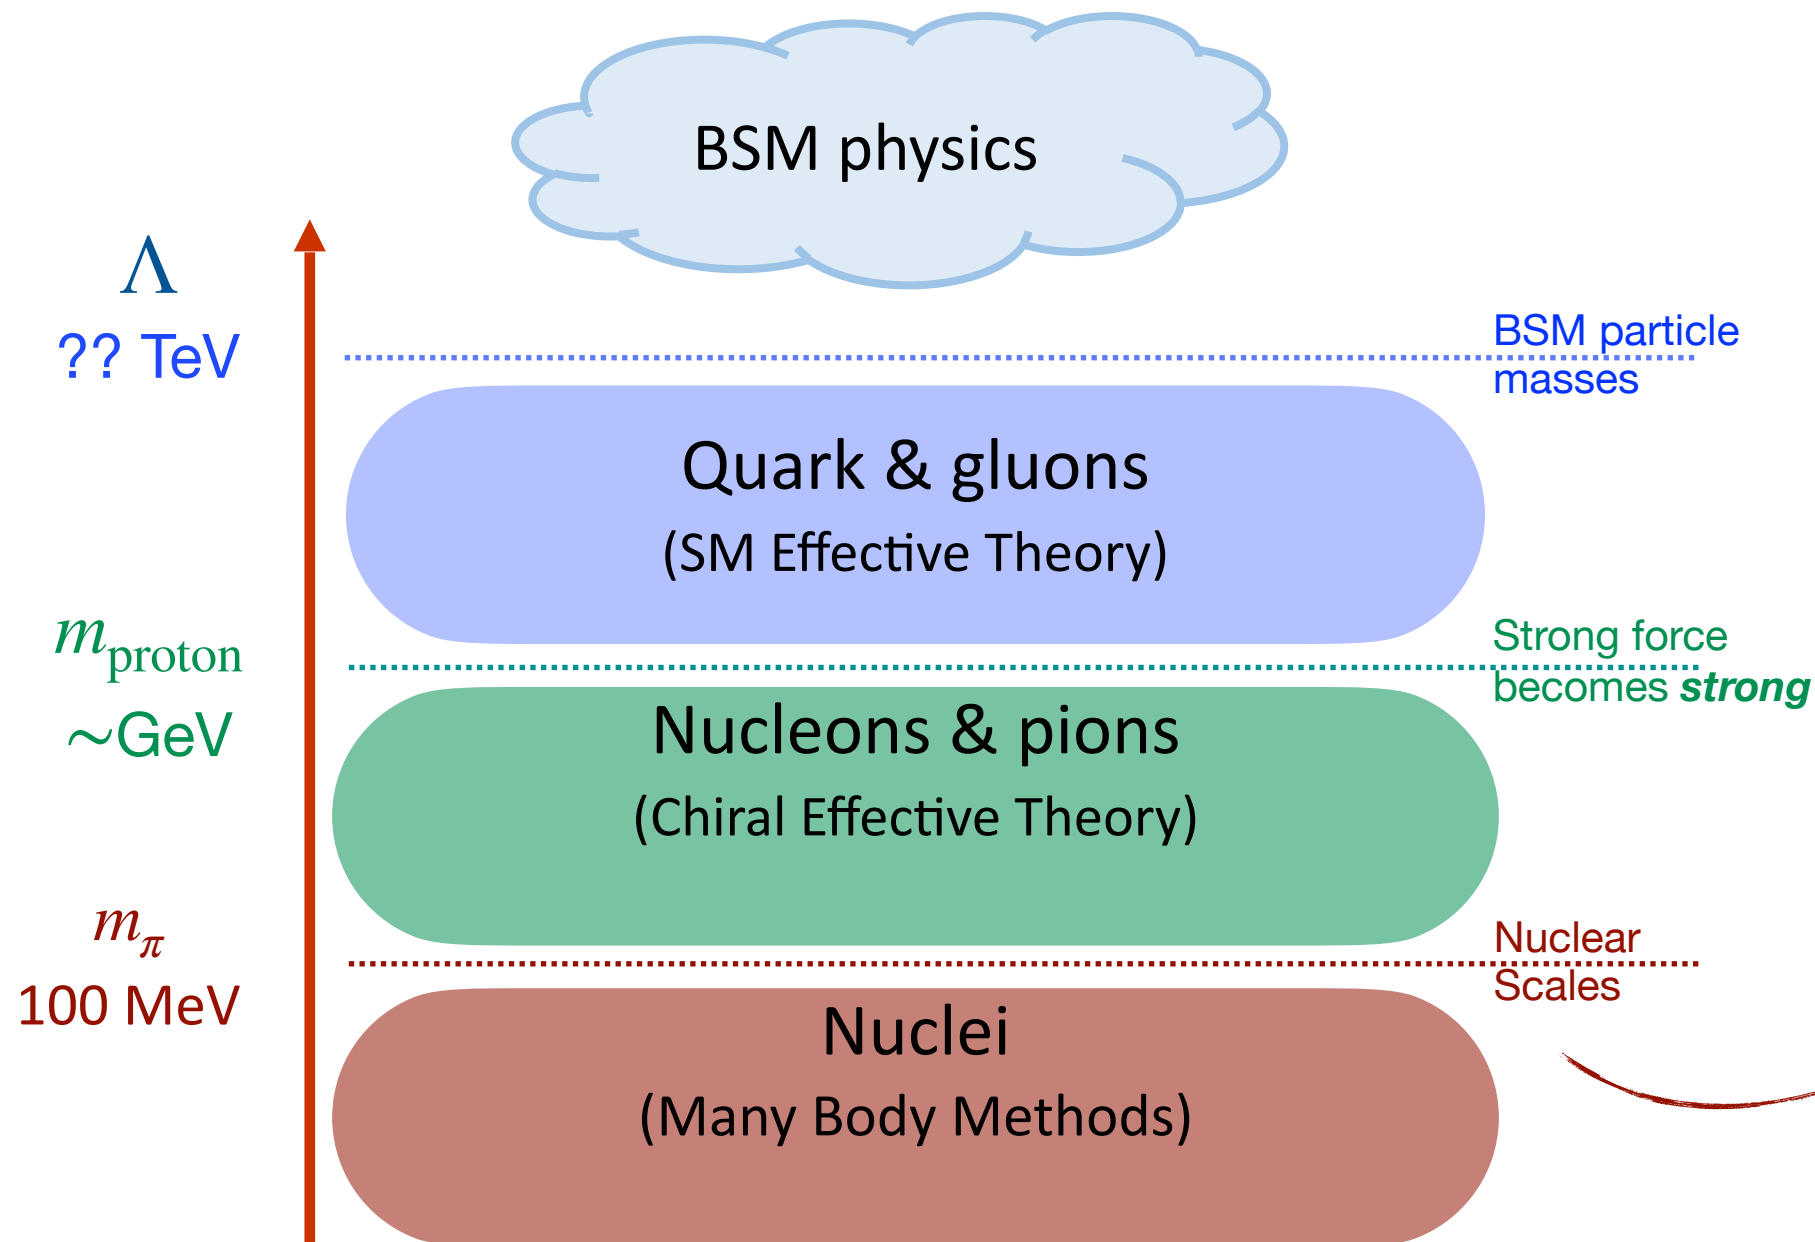 BSM physics
Λ
?? TeV
BSM particle
masses
Quark & gluons
(SM Effective Theory)
m_proton
~GeV
Strong force
becomes strong
Nucleons & pions
(Chiral Effective Theory)
m_π
100 MeV
Nuclear
Scales
Nuclei
(Many Body Methods)